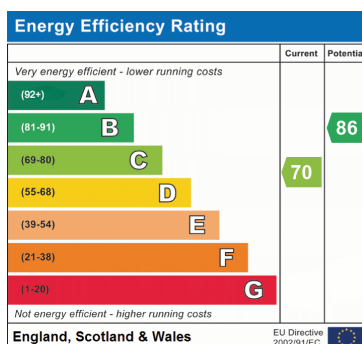 Energy Efficiency Rating
Current Potentia
Very energy efficient - lower running costs
(92+) A
(81-91) B
86
(69-80) C
70
(55-68) D
(39-54) E
(21-38) F
(1-20) G
Not energy efficient - higher running costs
England, Scotland & Wales
EU Directive
2002/91/EC